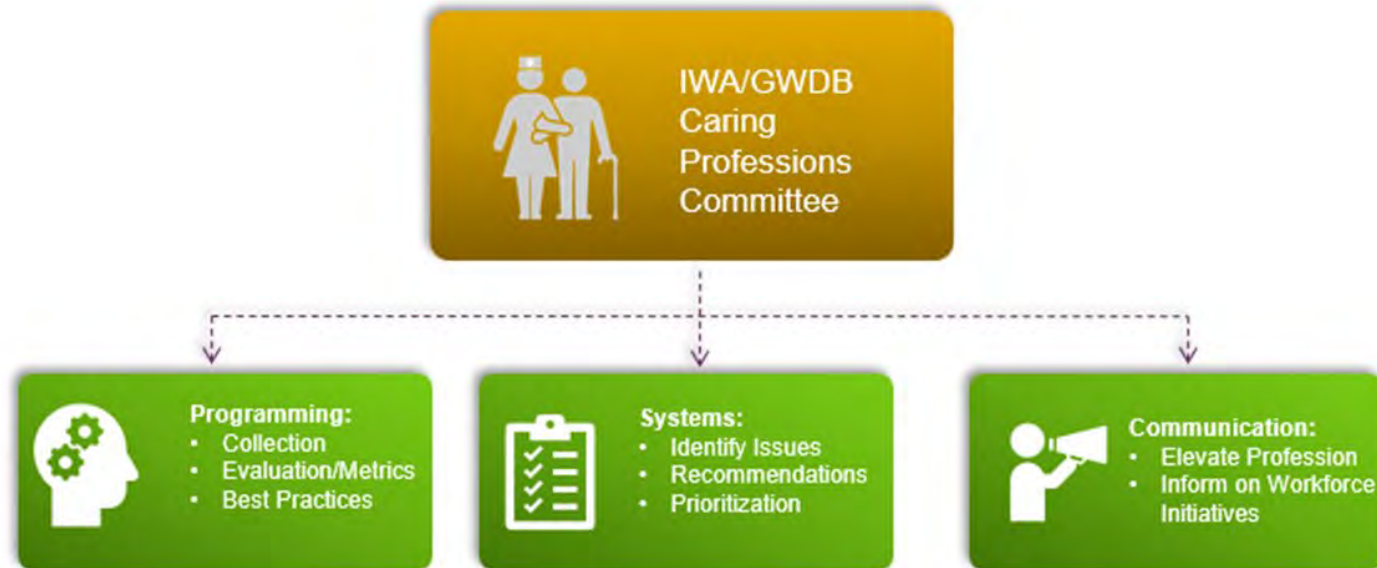 IWA/GWDB
Caring
Professions
Committee
Programming:
• Collection
• Evaluation/Metrics
• Best Practices
Systems:
• Identify Issues
• Recommendations
• Prioritization
Communication:
• Elevate Profession
• Inform on Workforce
Initiatives